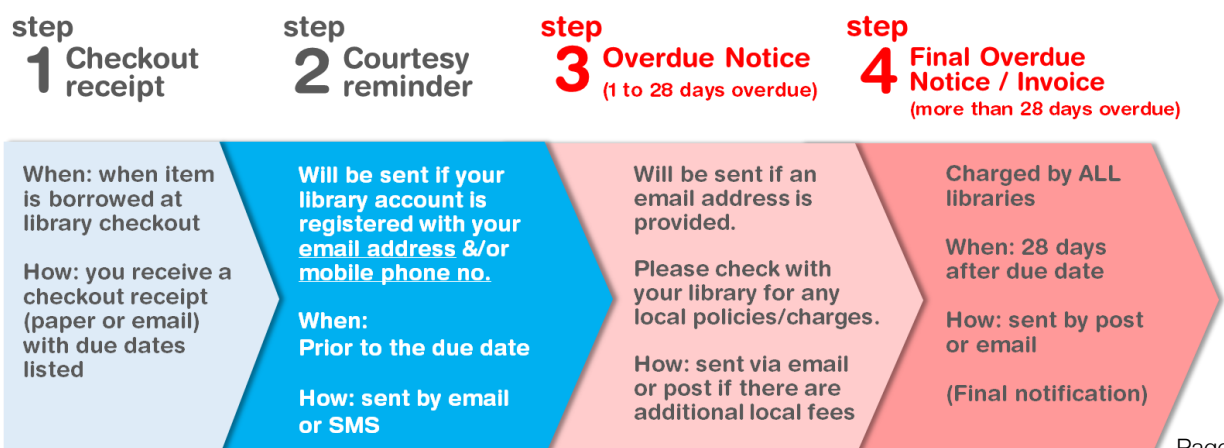 step
1 Checkout
receipt
step
2 Courtesy
reminder
step
3 Overdue Notice
(1 to 28 days overdue)
step
4 Final Overdue
Notice / Invoice
(more than 28 days overdue)
When: when item
is borrowed at
library checkout
How: you receive a
checkout receipt
(paper or email)
with due dates
listed
Will be sent if your
library account is
registered with your
email address &/or
mobile phone no.
When:
Prior to the due date
How: sent by email
or SMS
Will be sent if an
email address is
provided.
Please check with
your library for any
local policies/charges.
How: sent via email
or post if there are
additional local fees
Charged by ALL
libraries
When: 28 days
after due date
How: sent by post
or email
(Final notification)
Page